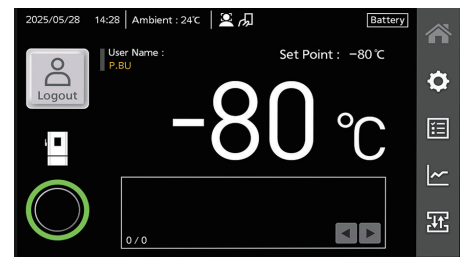 2025/05/28 14:28 Ambient : 24℃ Battery
User Name :
P.BU
Set Point : −80℃
Logout
−80 ℃
0 / 0